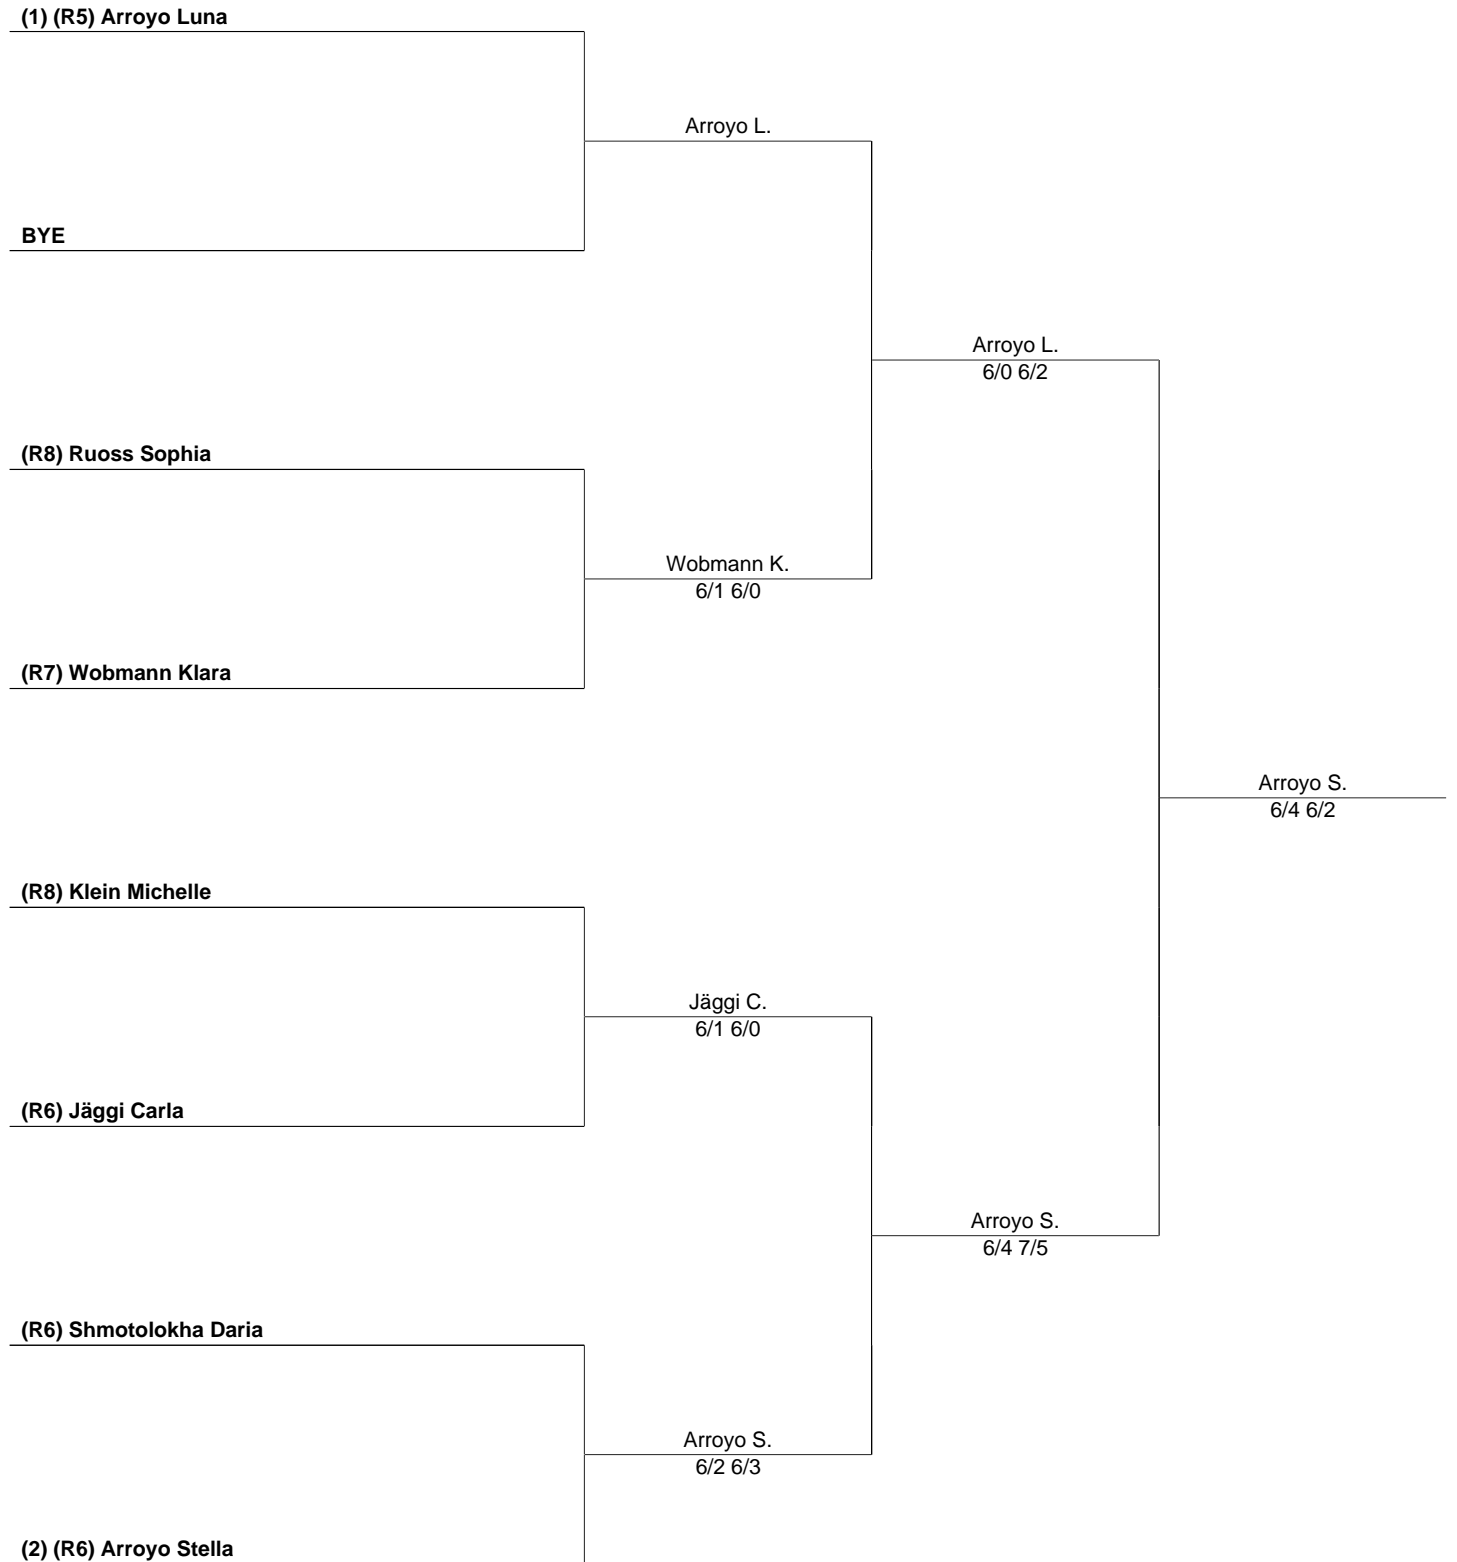 (1) (R5) Arroyo Luna
Arroyo L.
BYE
Arroyo L.
6/0 6/2
(R8) Ruoss Sophia
Wobmann K.
6/1 6/0
(R7) Wobmann Klara
Arroyo S.
6/4 6/2
(R8) Klein Michelle
Jäggi C.
6/1 6/0
(R6) Jäggi Carla
Arroyo S.
6/4 7/5
(R6) Shmotolokha Daria
Arroyo S.
6/2 6/3
(2) (R6) Arroyo Stella